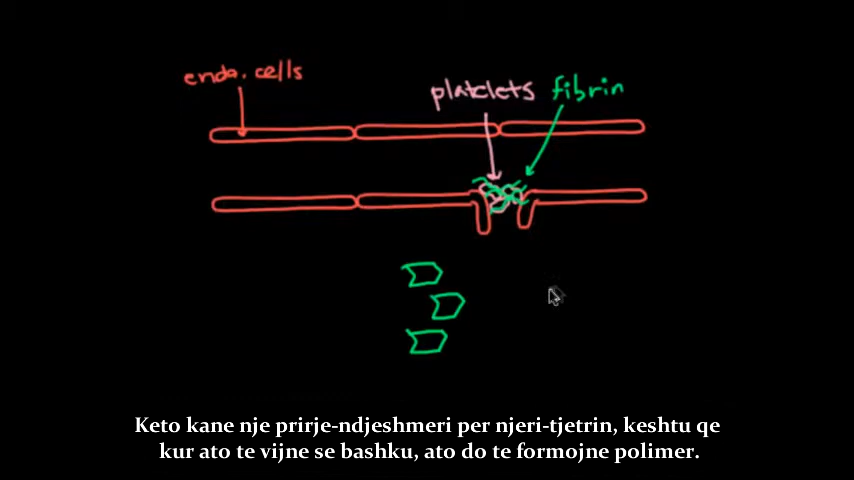 endo. cells
platelets fibrin
Keto kane nje prirje-ndjeshmeri per njeri-tjetrin, keshtu qe
kur ato te vijne se bashku, ato do te formojne polimer.